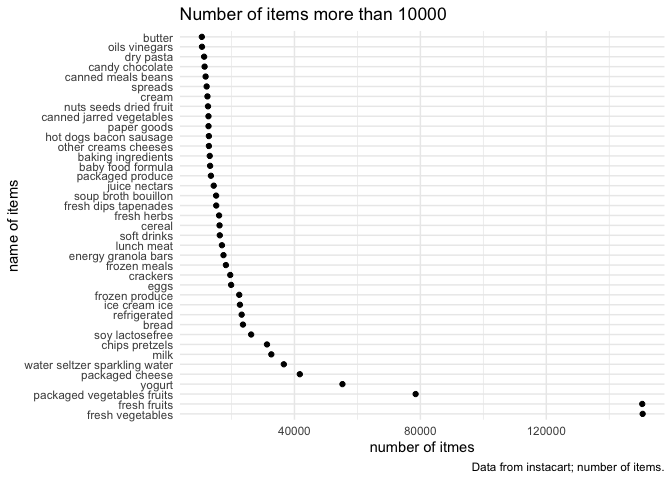 Number of items more than 10000
butter
oils vinegars
dry pasta
candy chocolate
canned meals beans
spreads
cream
nuts seeds dried fruit
canned jarred vegetables
paper goods
hot dogs bacon sausage
other creams cheeses
baking ingredients
baby food formula
packaged produce
juice nectars
soup broth bouillon
fresh dips tapenades
fresh herbs
cereal
soft drinks
lunch meat
energy granola bars
frozen meals
crackers
eggs
frozen produce
ice cream ice
refrigerated
bread
soy lactosefree
chips pretzels
milk
water seltzer sparkling water
packaged cheese
yogurt
packaged vegetables fruits
fresh fruits
fresh vegetables
name of items
40000
80000
120000
number of itmes
Data from instacart; number of items.